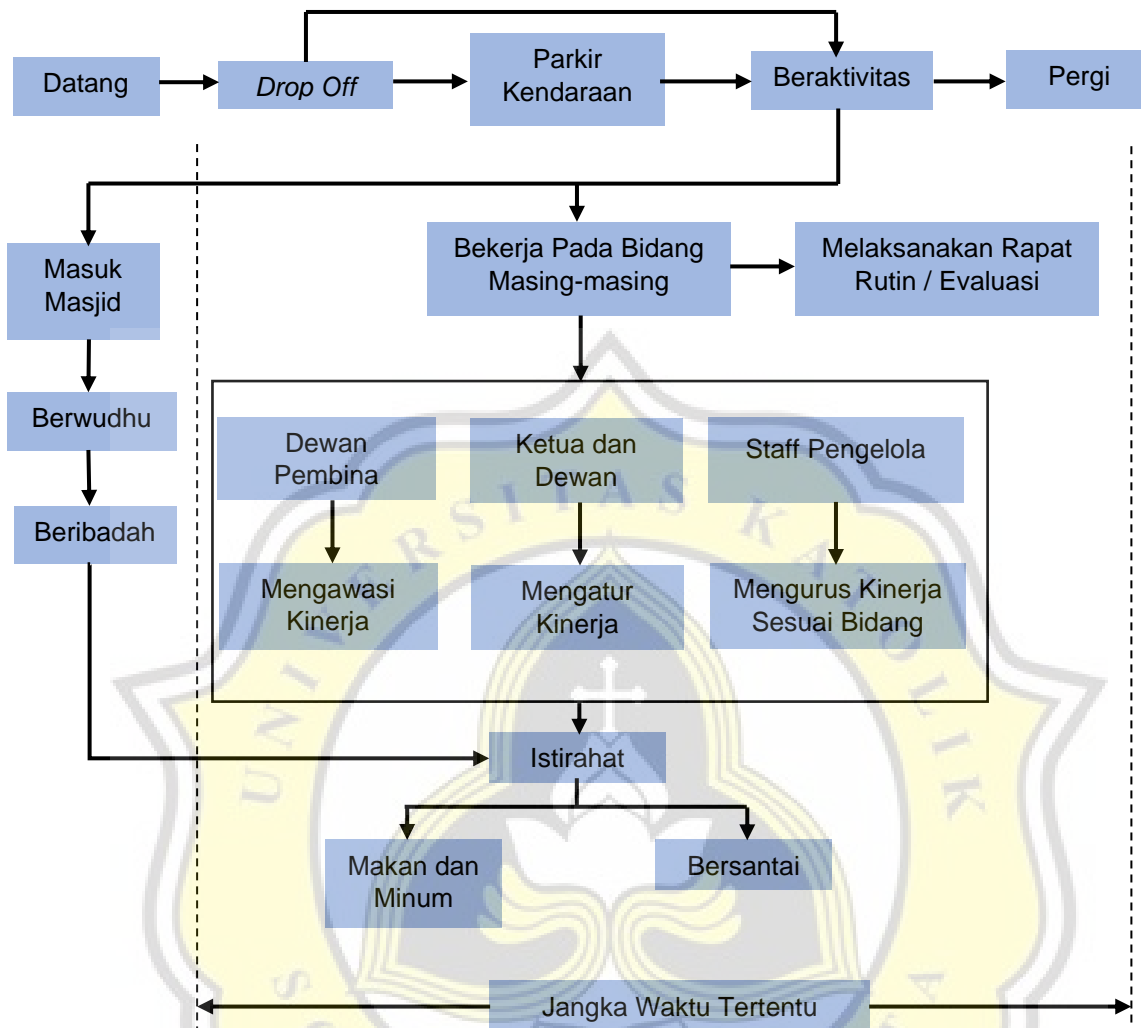 Datang
Drop Off
Parkir
Kendaraan
Beraktivitas
Pergi
Masuk
Masjid
Bekerja Pada Bidang
Masing-masing
Melaksanakan Rapat
Rutin / Evaluasi
Berwudhu
Beribadah
Dewan
Pembina
Ketua dan
Dewan
Staff Pengelola
Mengawasi
Kinerja
Mengatur
Kinerja
Mengurus Kinerja
Sesuai Bidang
Istirahat
Makan dan
Minum
Bersantai
Jangka Waktu Tertentu
UNIVERSITAS KATOLIK